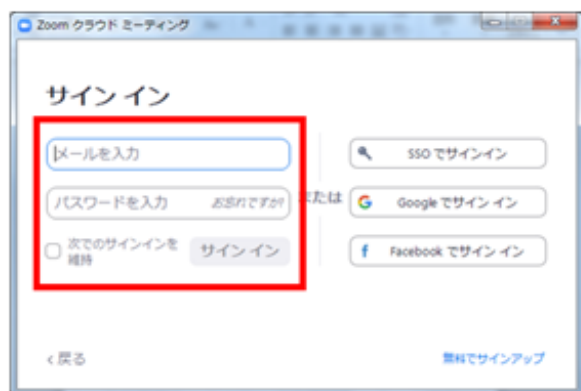 Zoom クラウド ミーティング
サイン イン
メールを入力
パスワードを入力 お忘れですか?
次でのサインインを
維持
サイン イン
または
SSO でサインイン
Google でサイン イン
Facebook でサイン イン
< 戻る
無料でサインアップ